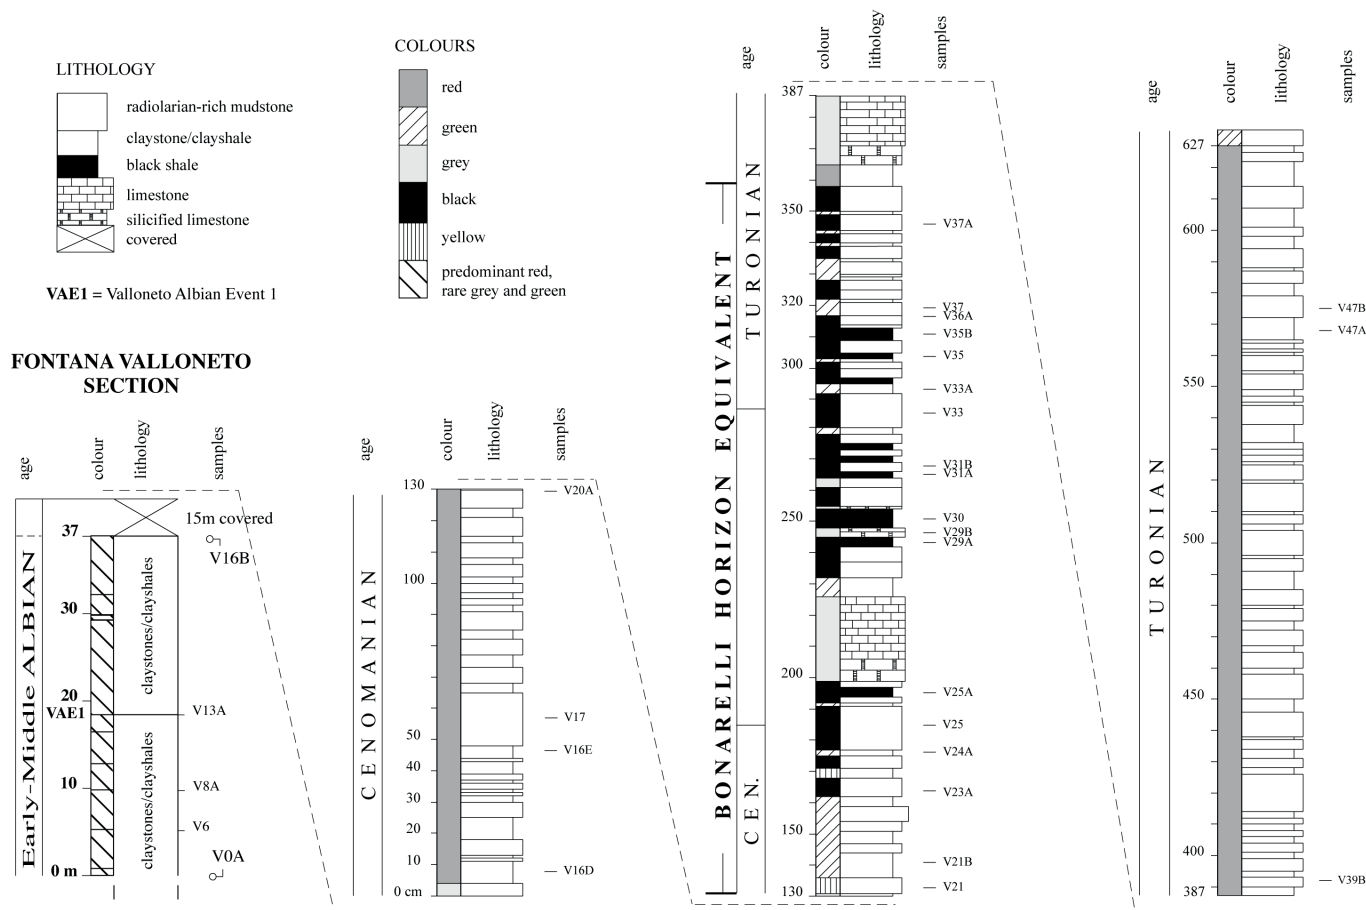 LITHOLOGY
radiolarian-rich mudstone
claystone/clayshale
black shale
limestone
silicified limestone
covered
VAE1 = Valloneto Albian Event 1
COLOURS
red
green
grey
black
yellow
predominant red,
rare grey and green
FONTANA VALLONETO
SECTION
age
colour
lithology
samples
15m covered
37
30
20
VAE1
10
0 m
Early-Middle ALBIAN
claystones/clayshales
claystones/clayshales
V16B
V13A
V8A
V6
V0A
age
colour
lithology
samples
CENOMANIAN
130
100
50
40
30
20
10
0 cm
V20A
V17
V16E
V16D
age
colour
lithology
samples
BONARELLI HORIZON EQUIVALENT
TURONIAN
CEN.
387
350
320
300
250
200
150
130
V37A
V37
V36A
V35B
V35
V33A
V33
V31B
V31A
V30
V29B
V29A
V25A
V25
V24A
V23A
V21B
V21
age
colour
lithology
samples
TURONIAN
627
600
550
500
450
400
387
V47B
V47A
V39B